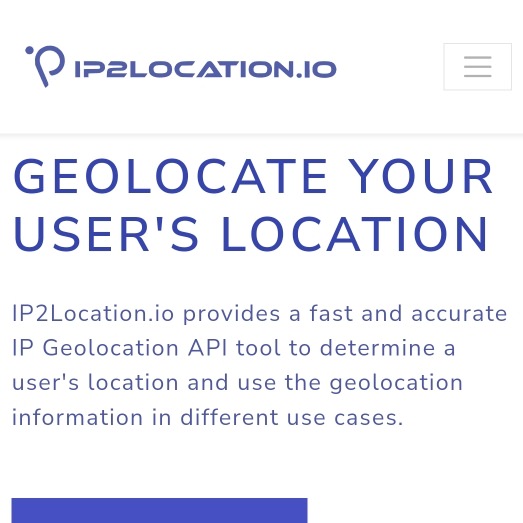 IP2LOCATION.IO
GEOLOCATE YOUR
USER'S LOCATION
IP2Location.io provides a fast and accurate
IP Geolocation API tool to determine a
user's location and use the geolocation
information in different use cases.